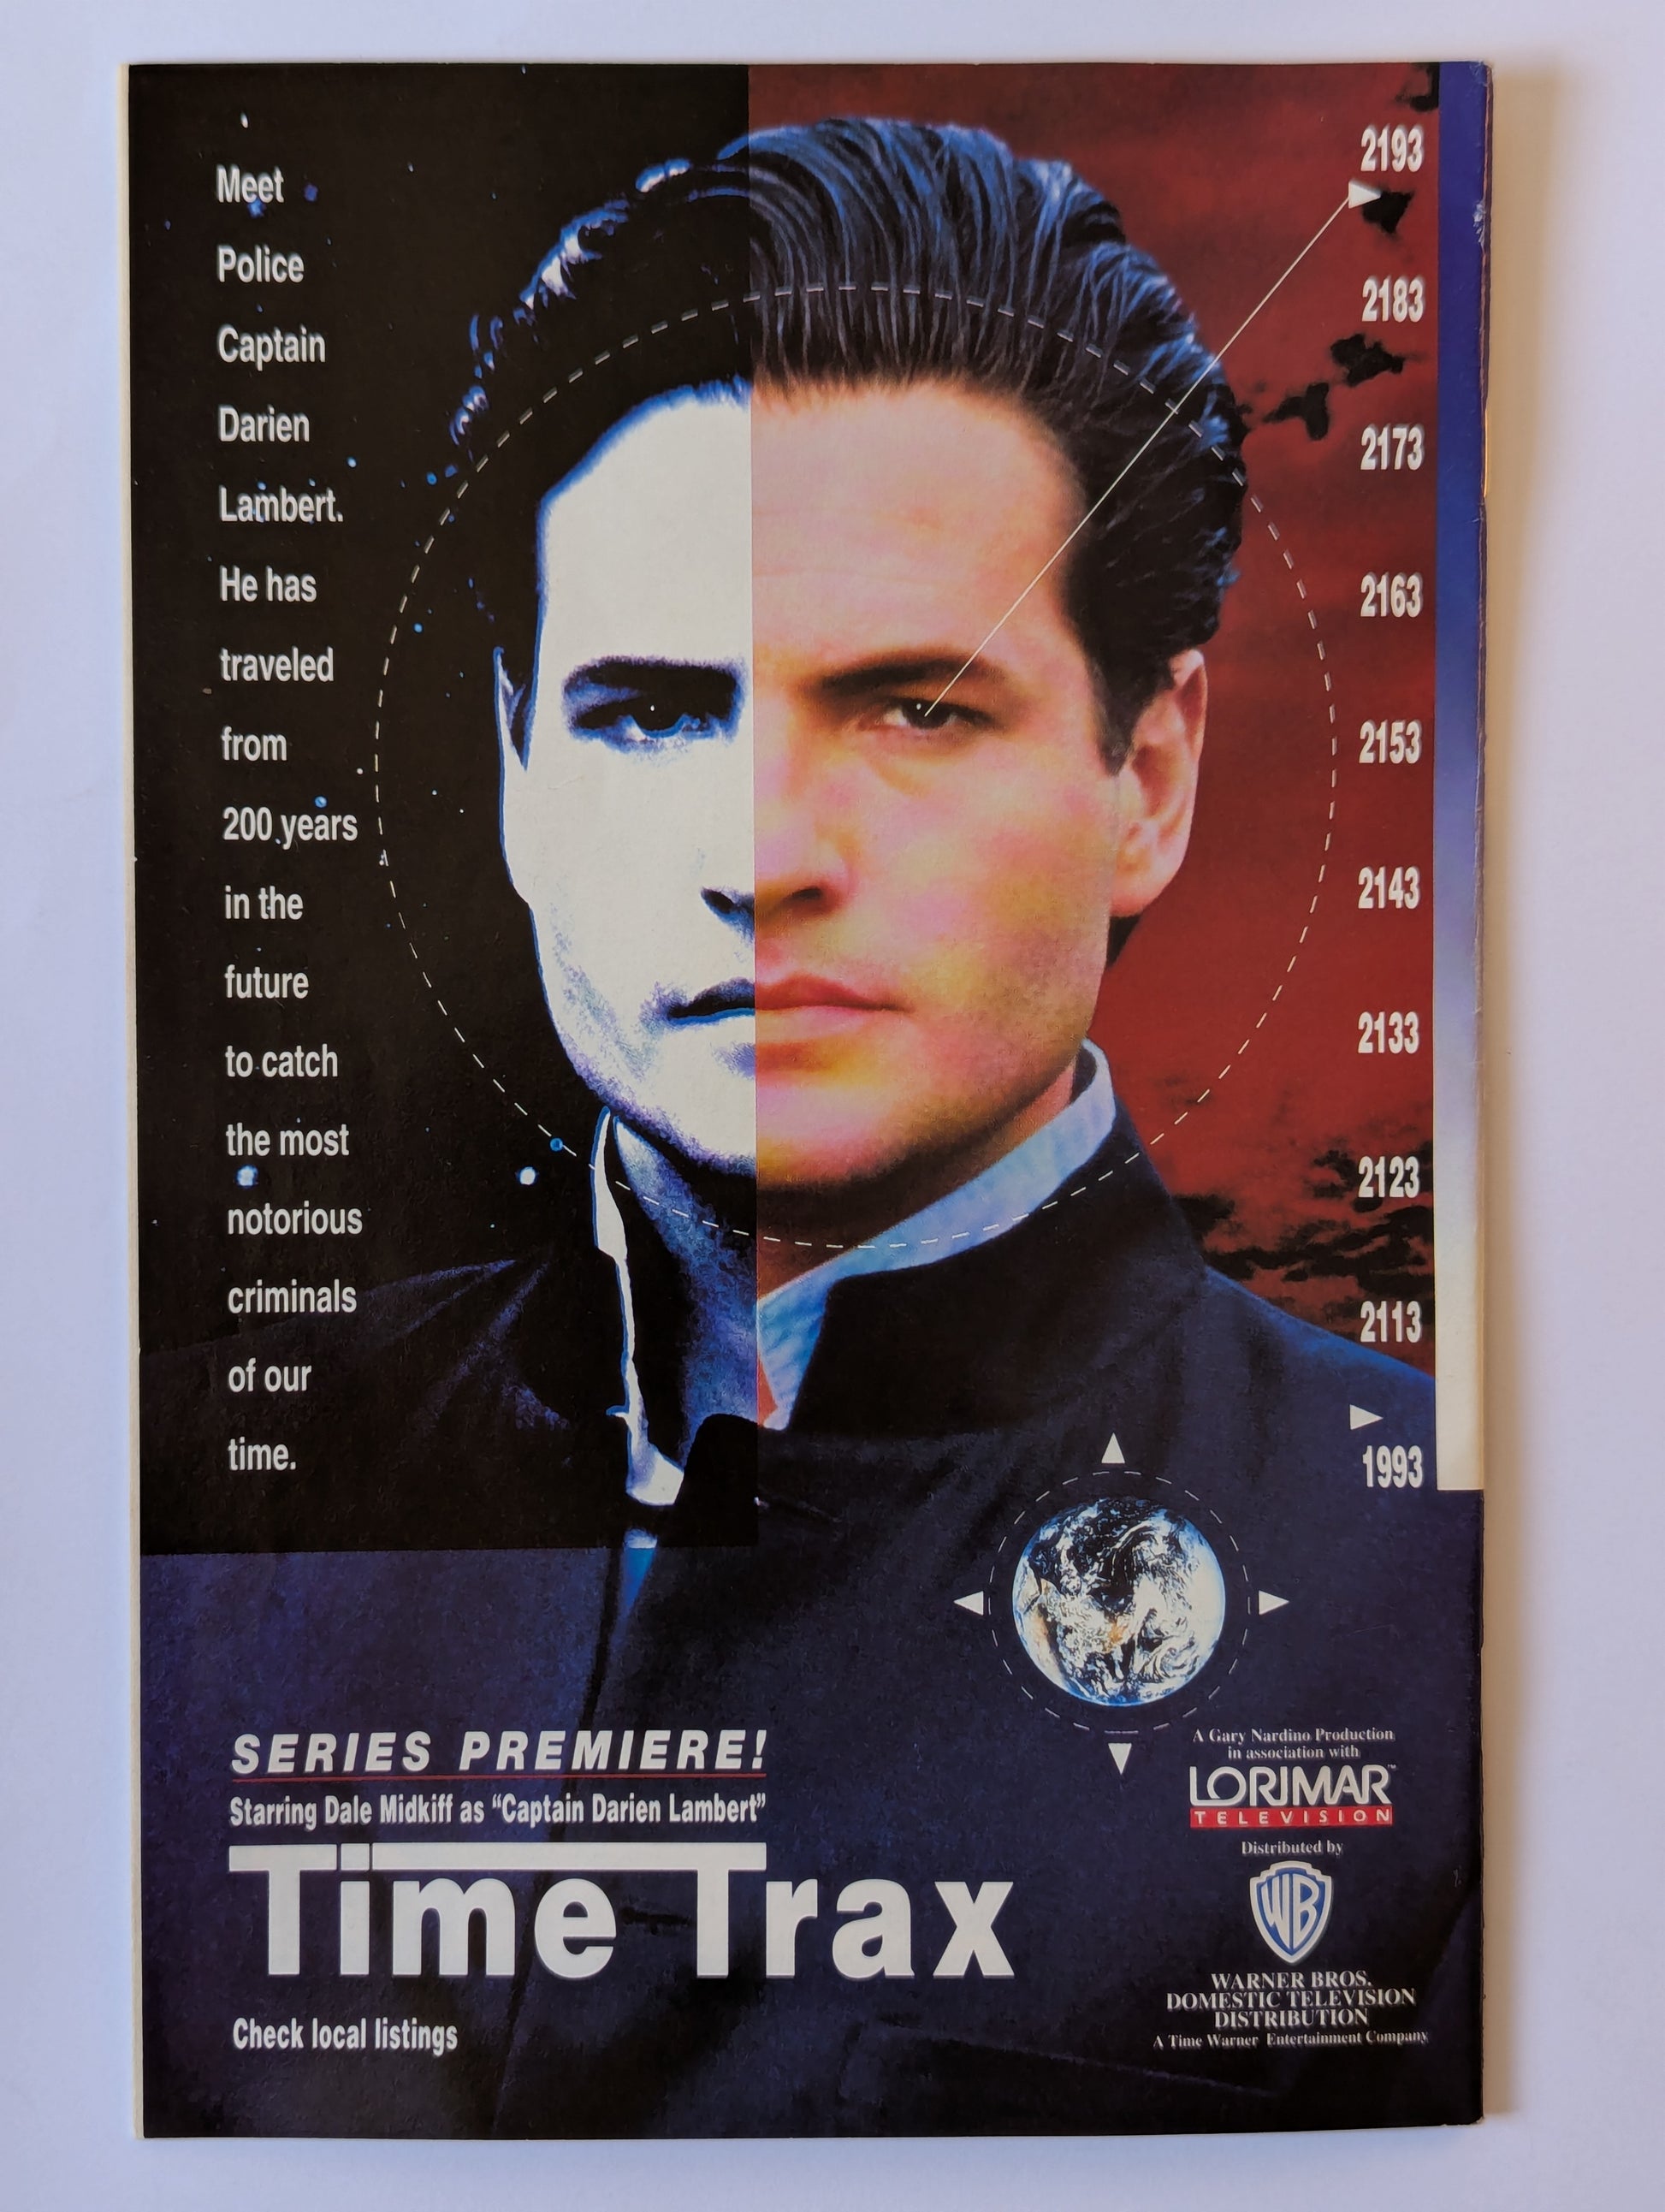 Meet
Police
Captain
Darien
Lambert.
He has
traveled
from
200 years
in the
future
to catch
the most
notorious
criminals
of our
time.
2193
2183
2173
2163
2153
2143
2133
2123
2113
1993
SERIES PREMIERE!
Starring Dale Midkiff as “Captain Darien Lambert”
Time Trax
Check local listings
A Gary Nardino Production
in association with
LORIMAR™
TELEVISION
Distributed by
WB
WARNER BROS.
DOMESTIC TELEVISION
DISTRIBUTION
A Time Warner Entertainment Company